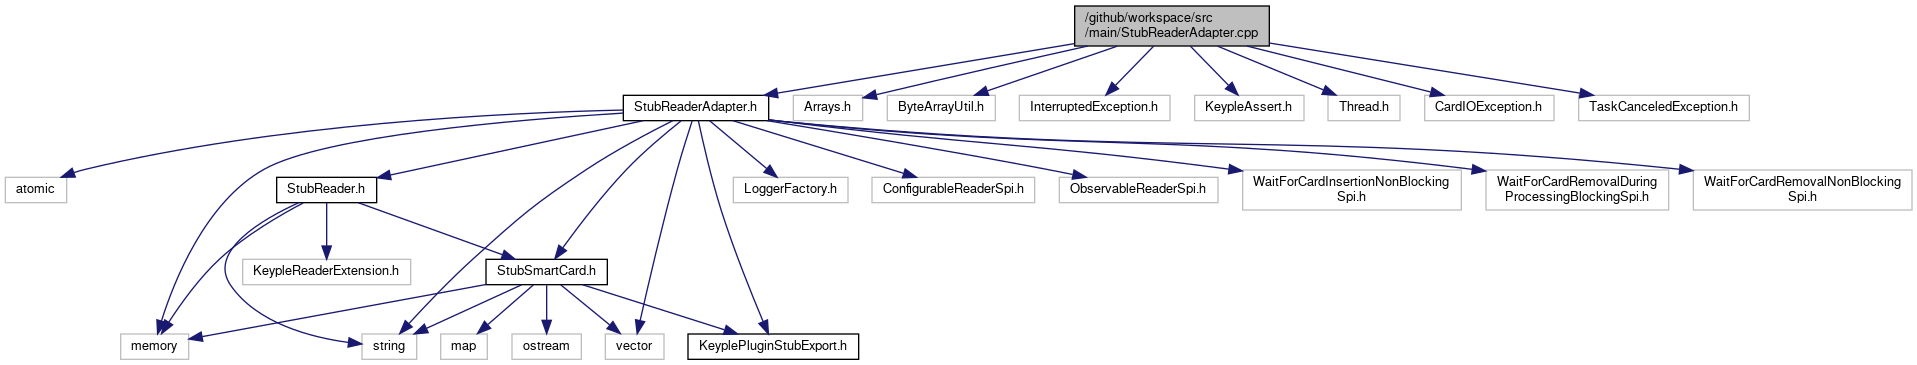 /github/workspace/src
/main/StubReaderAdapter.cpp
StubReaderAdapter.h
Arrays.h
ByteArrayUtil.h
InterruptedException.h
KeypleAssert.h
Thread.h
CardIOException.h
TaskCanceledException.h
atomic
StubReader.h
LoggerFactory.h
ConfigurableReaderSpi.h
ObservableReaderSpi.h
WaitForCardInsertionNonBlocking
Spi.h
WaitForCardRemovalDuring
ProcessingBlockingSpi.h
WaitForCardRemovalNonBlocking
Spi.h
KeypleReaderExtension.h
StubSmartCard.h
memory
string
map
ostream
vector
KeyplePluginStubExport.h